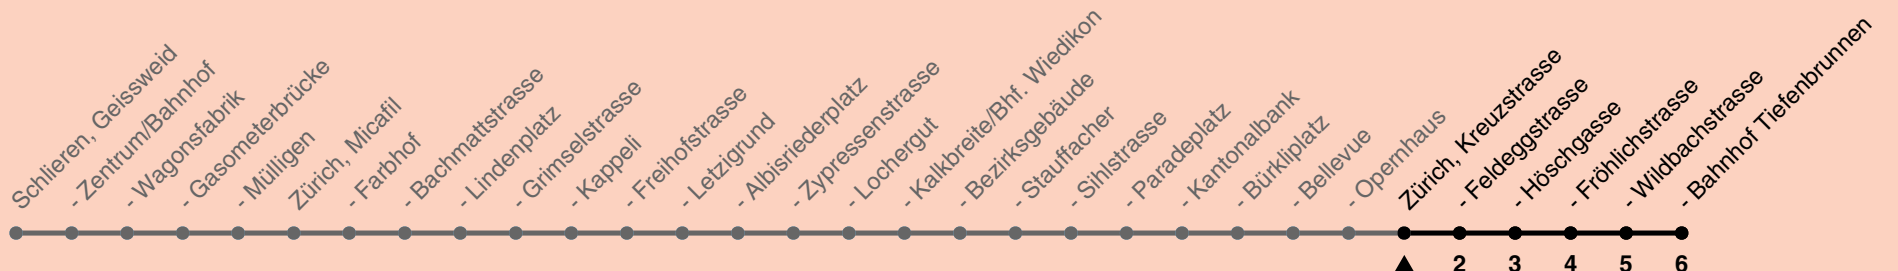 Schlieren, Geissweid
- Zentrum/Bahnhof
- Wagonsfabrik
- Gasometerbrücke
- Mülligen
Zürich, Micafil
- Farbhof
- Bachmattstrasse
- Lindenplatz
- Grimselstrasse
- Kappeli
- Freihofstrasse
- Letzigrund
- Albisriederplatz
- Zypressenstrasse
- Lochergut
- Kalkbreite/Bhf. Wiedikon
- Bezirksgebäude
- Stauffacher
- Sihlstrasse
- Paradeplatz
- Kantonalbank
- Bürkliplatz
- Bellevue
- Opernhaus
Zürich, Kreuzstrasse
- Feldeggstrasse
- Höschgasse
- Fröhlichstrasse
- Wildbachstrasse
- Bahnhof Tiefenbrunnen
2 3 4 5 6